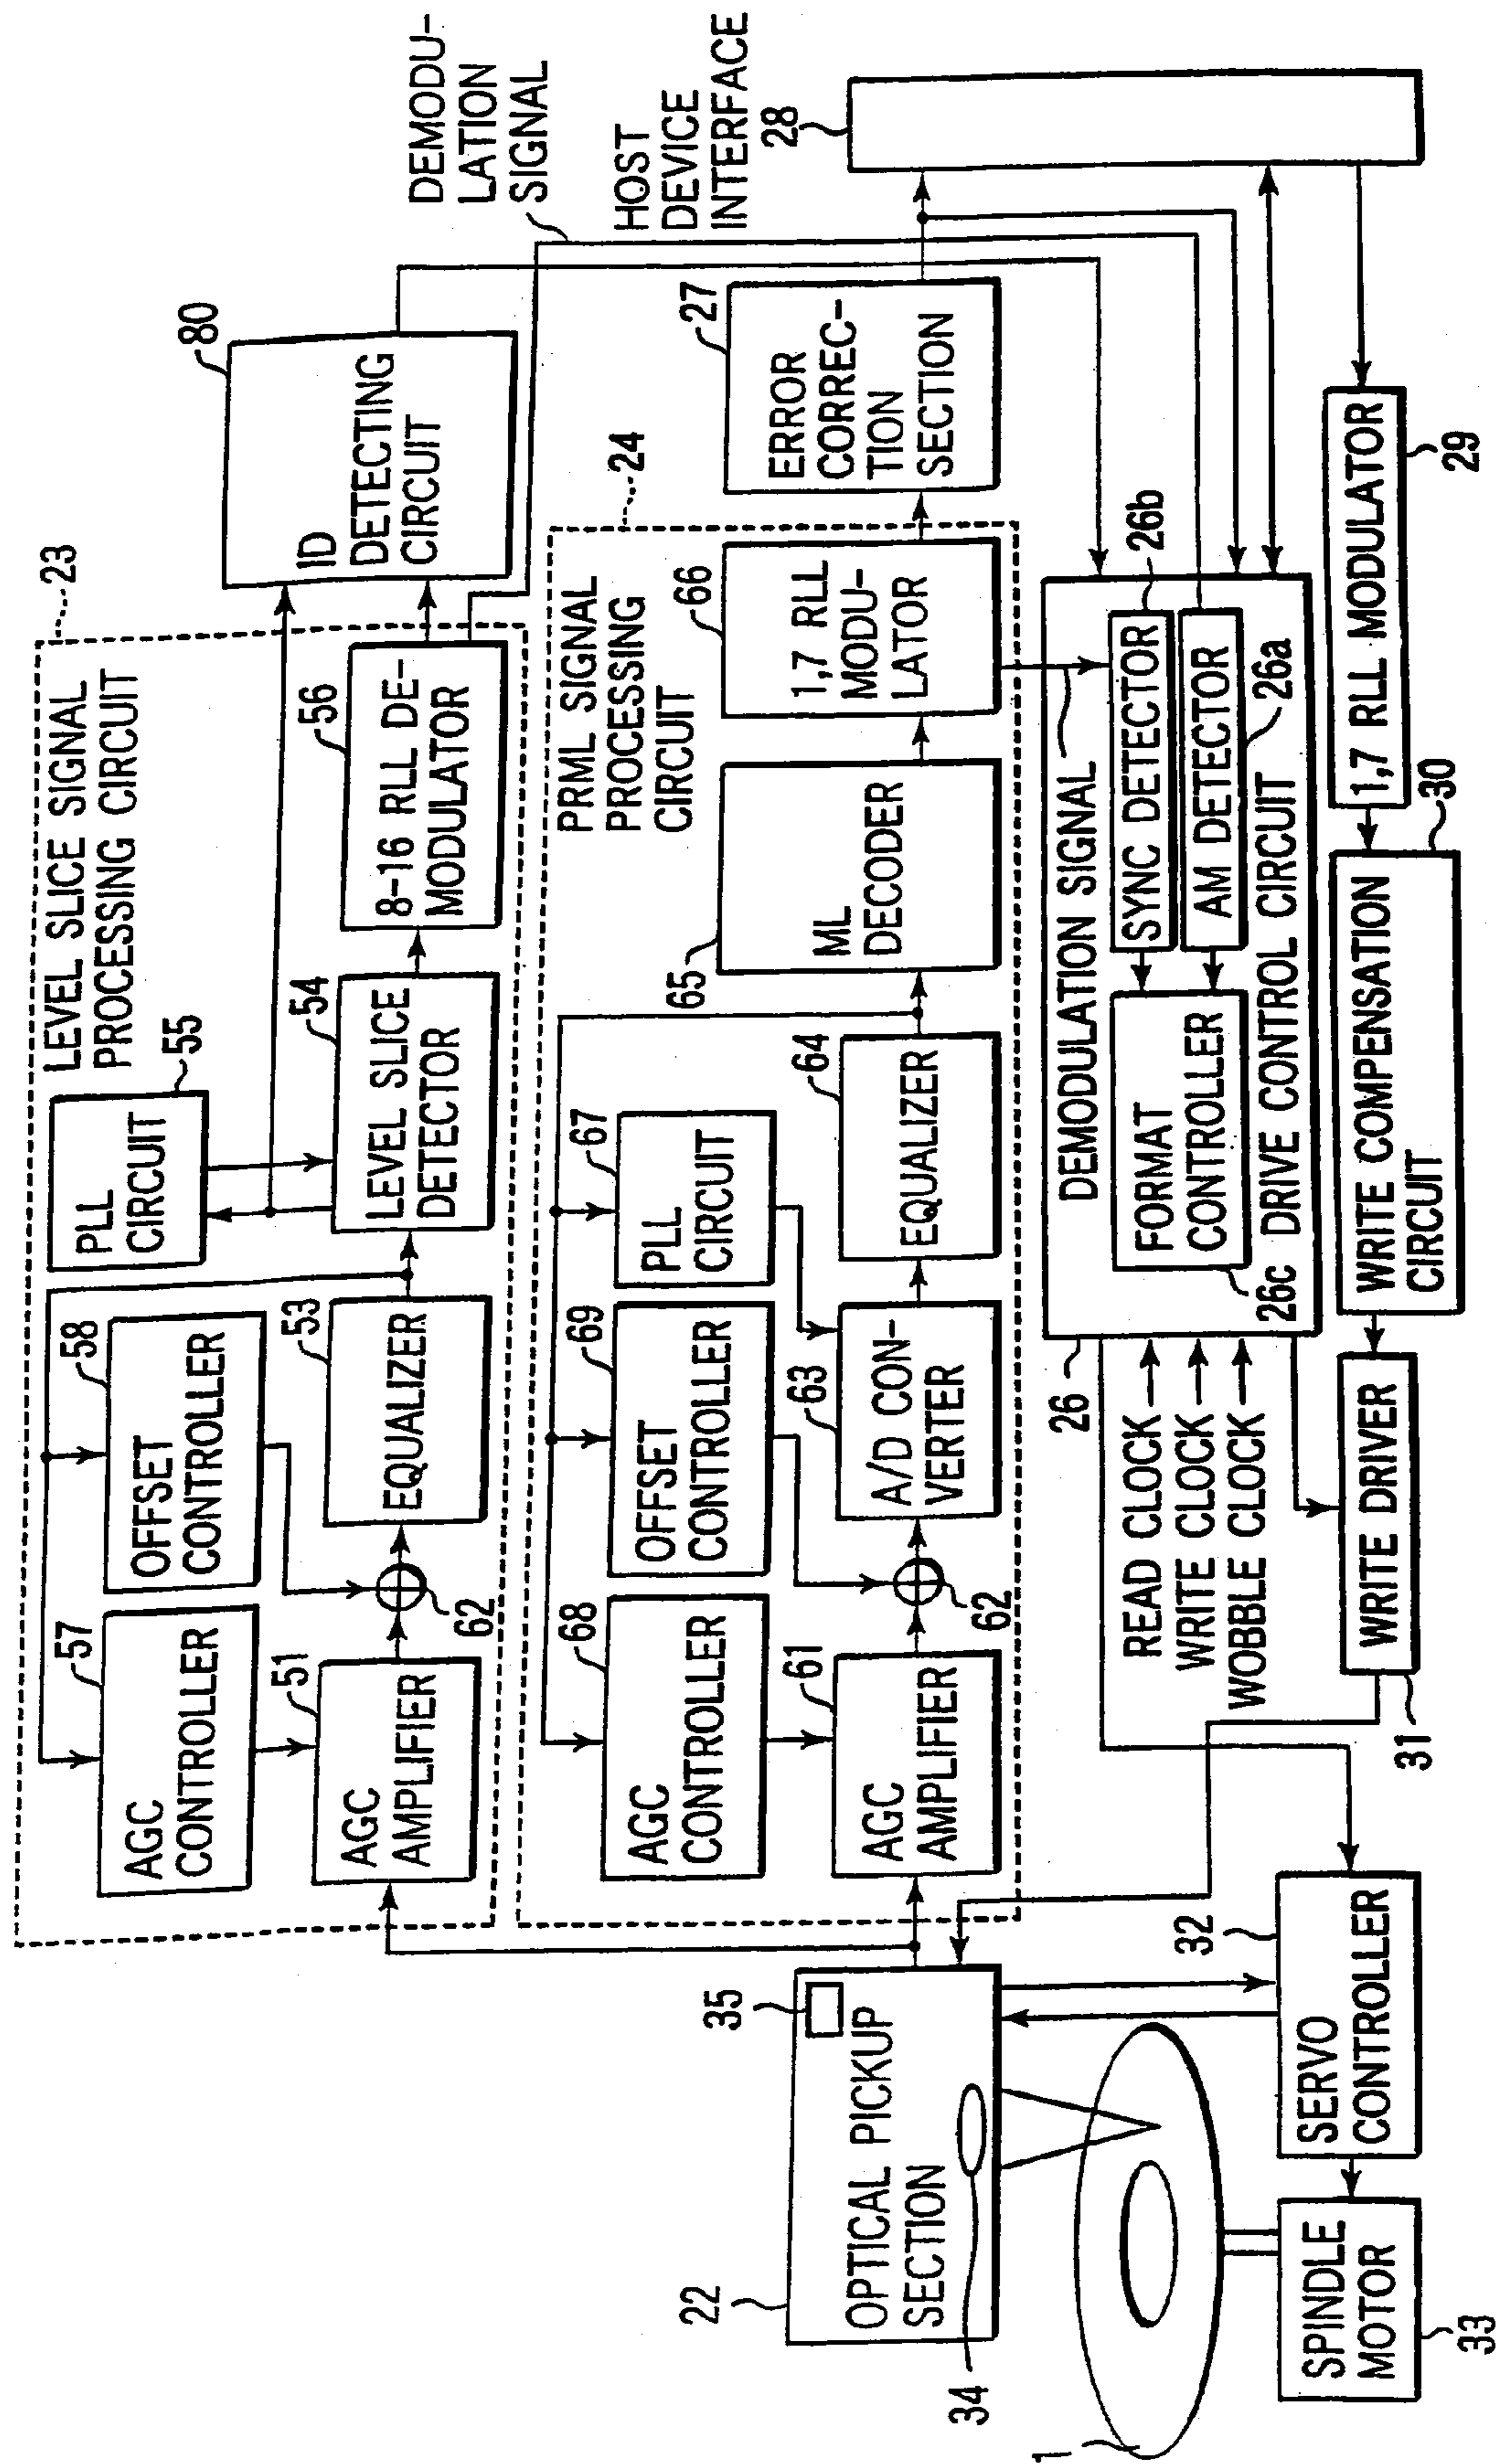 LEVEL SLICE SIGNAL
PROCESSING CIRCUIT
23
57
AGC
CONTROLLER
58
OFFSET
CONTROLLER
PLL
CIRCUIT
55
51
AGC
AMPLIFIER
62
53
EQUALIZER
54
LEVEL SLICE
DETECTOR
56
8-16 RLL DE-
MODULATOR
80
ID
DETECTING
CIRCUIT
DEMODU-
LATION
SIGNAL
PRML SIGNAL
PROCESSING
CIRCUIT
24
68
AGC
CONTROLLER
69
OFFSET
CONTROLLER
67
PLL
CIRCUIT
61
AGC
AMPLIFIER
62
63
A/D CON-
VERTER
64
EQUALIZER
65
ML
DECODER
66
1,7 RLL
MODU-
LATOR
27
ERROR
CORREC-
TION
SECTION
HOST
DEVICE
INTERFACE
28
22
OPTICAL PICKUP
SECTION
35
34
1
26
READ CLOCK
WRITE CLOCK
WOBBLE CLOCK
DEMODULATION SIGNAL
FORMAT
CONTROLLER
26c
SYNC DETECTOR
26b
AM DETECTOR
26a
DRIVE CONTROL CIRCUIT
SPINDLE
MOTOR
33
32
SERVO
CONTROLLER
WRITE DRIVER
31
WRITE COMPENSATION
CIRCUIT
30
1,7 RLL MODULATOR
29